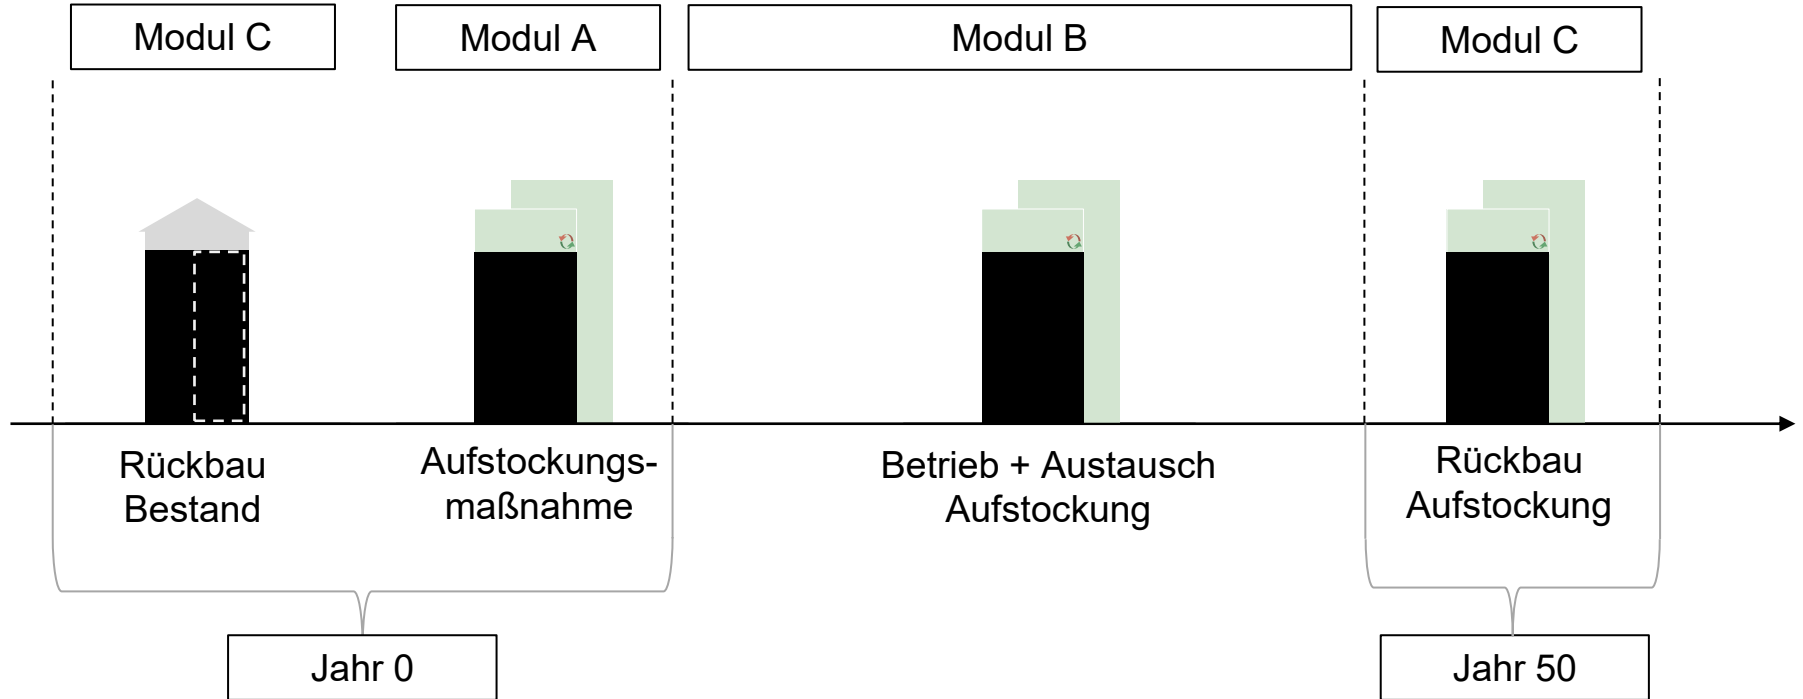 Modul C
Modul A
Modul B
Modul C
Rückbau
Bestand
Aufstockungs-
maßnahme
Betrieb + Austausch
Aufstockung
Rückbau
Aufstockung
Jahr 0
Jahr 50